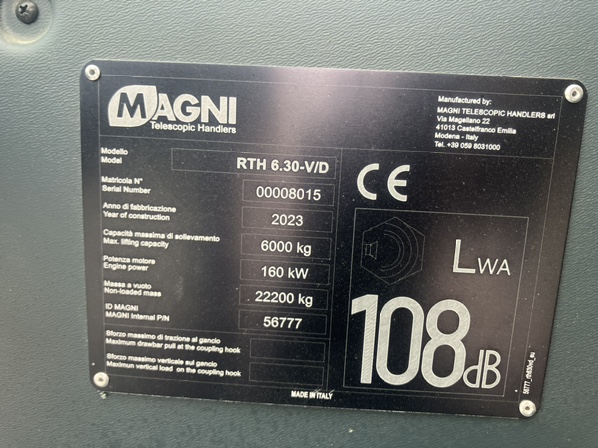 MAGNI
Telescopic Handlers
Manufactured by:
MAGNI TELESCOPIC HANDLERS srl
Via Magellano 22
41013 Castelfranco Emilia
Modena - Italy
Tel. +39 059 8031000
Modello
Model
RTH 6.30-V/D
Matricola N°
Serial Number
00008015
Anno di fabbricazione
Year of construction
2023
Capacità massima di sollevamento
Max. lifting capacity
6000 kg
Potenza motore
Engine power
160 kW
Massa a vuoto
Non-loaded mass
22200 kg
ID MAGNI
MAGNI Internal P/N
56777
Sforzo massimo di trazione al gancio
Maximum drawbar pull at the coupling hook
Sforzo massimo verticale sul gancio
Maximun vertical load on the coupling hook
CE
LWA
108dB
MADE IN ITALY
56777_rth630vd_eu